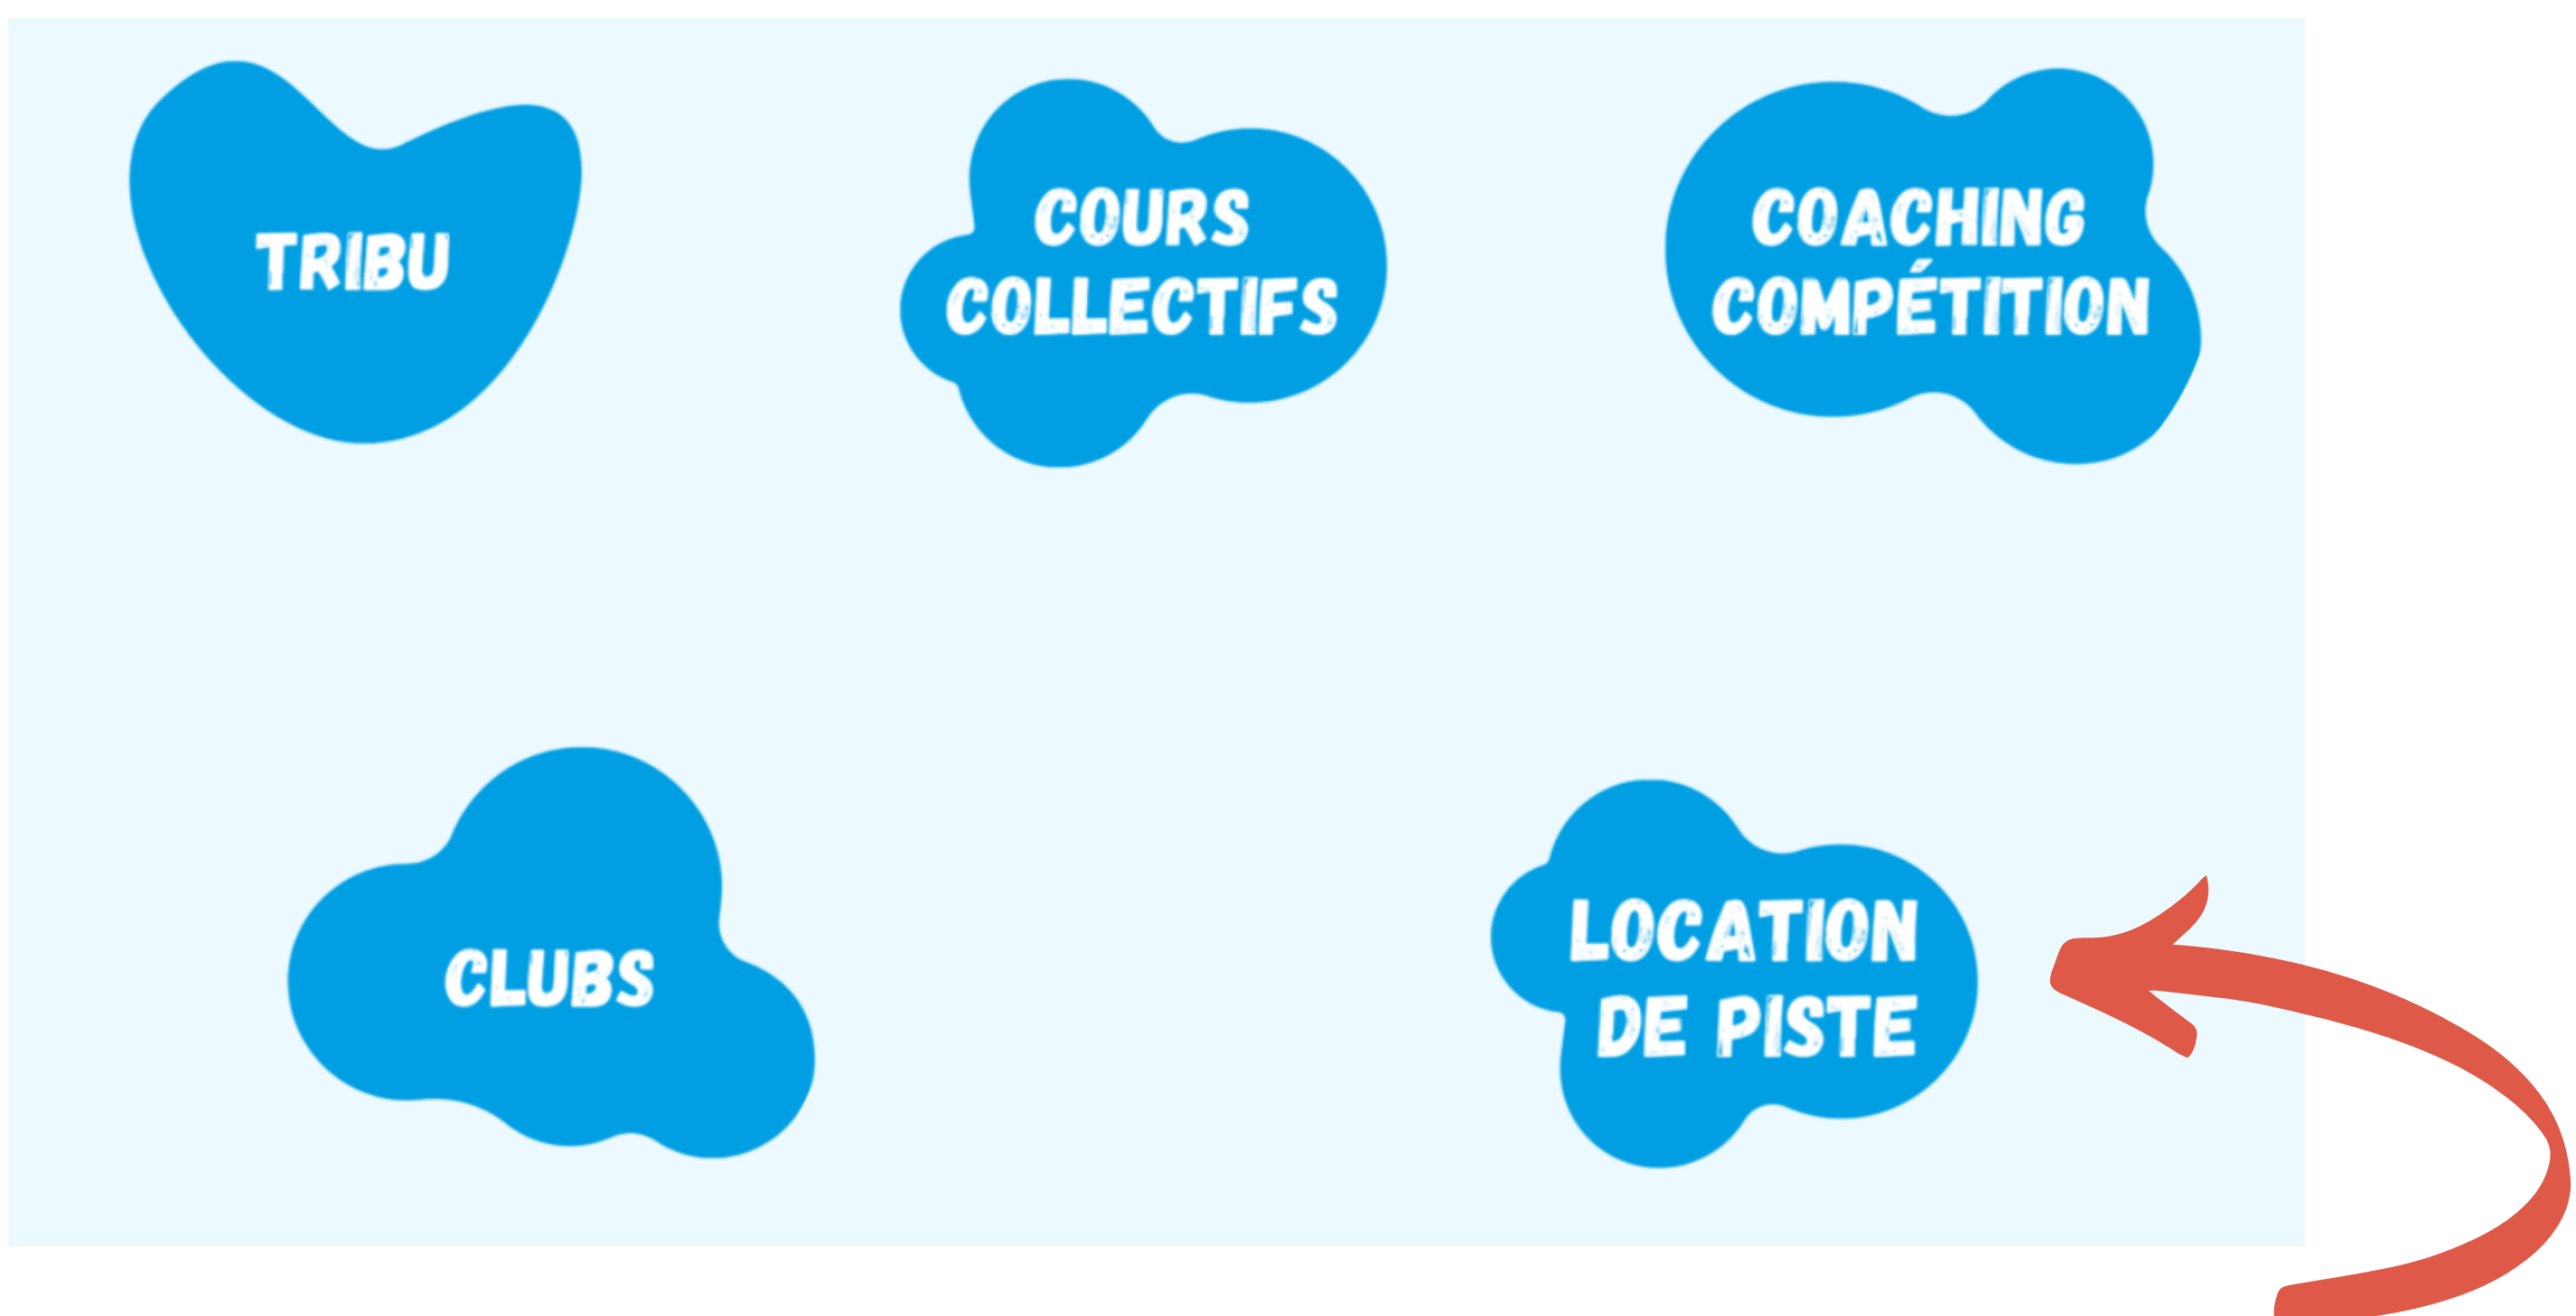 TRIBU
COURS
COLLECTIFS
COACHING
COMPÉTITION
CLUBS
LOCATION
DE PISTE